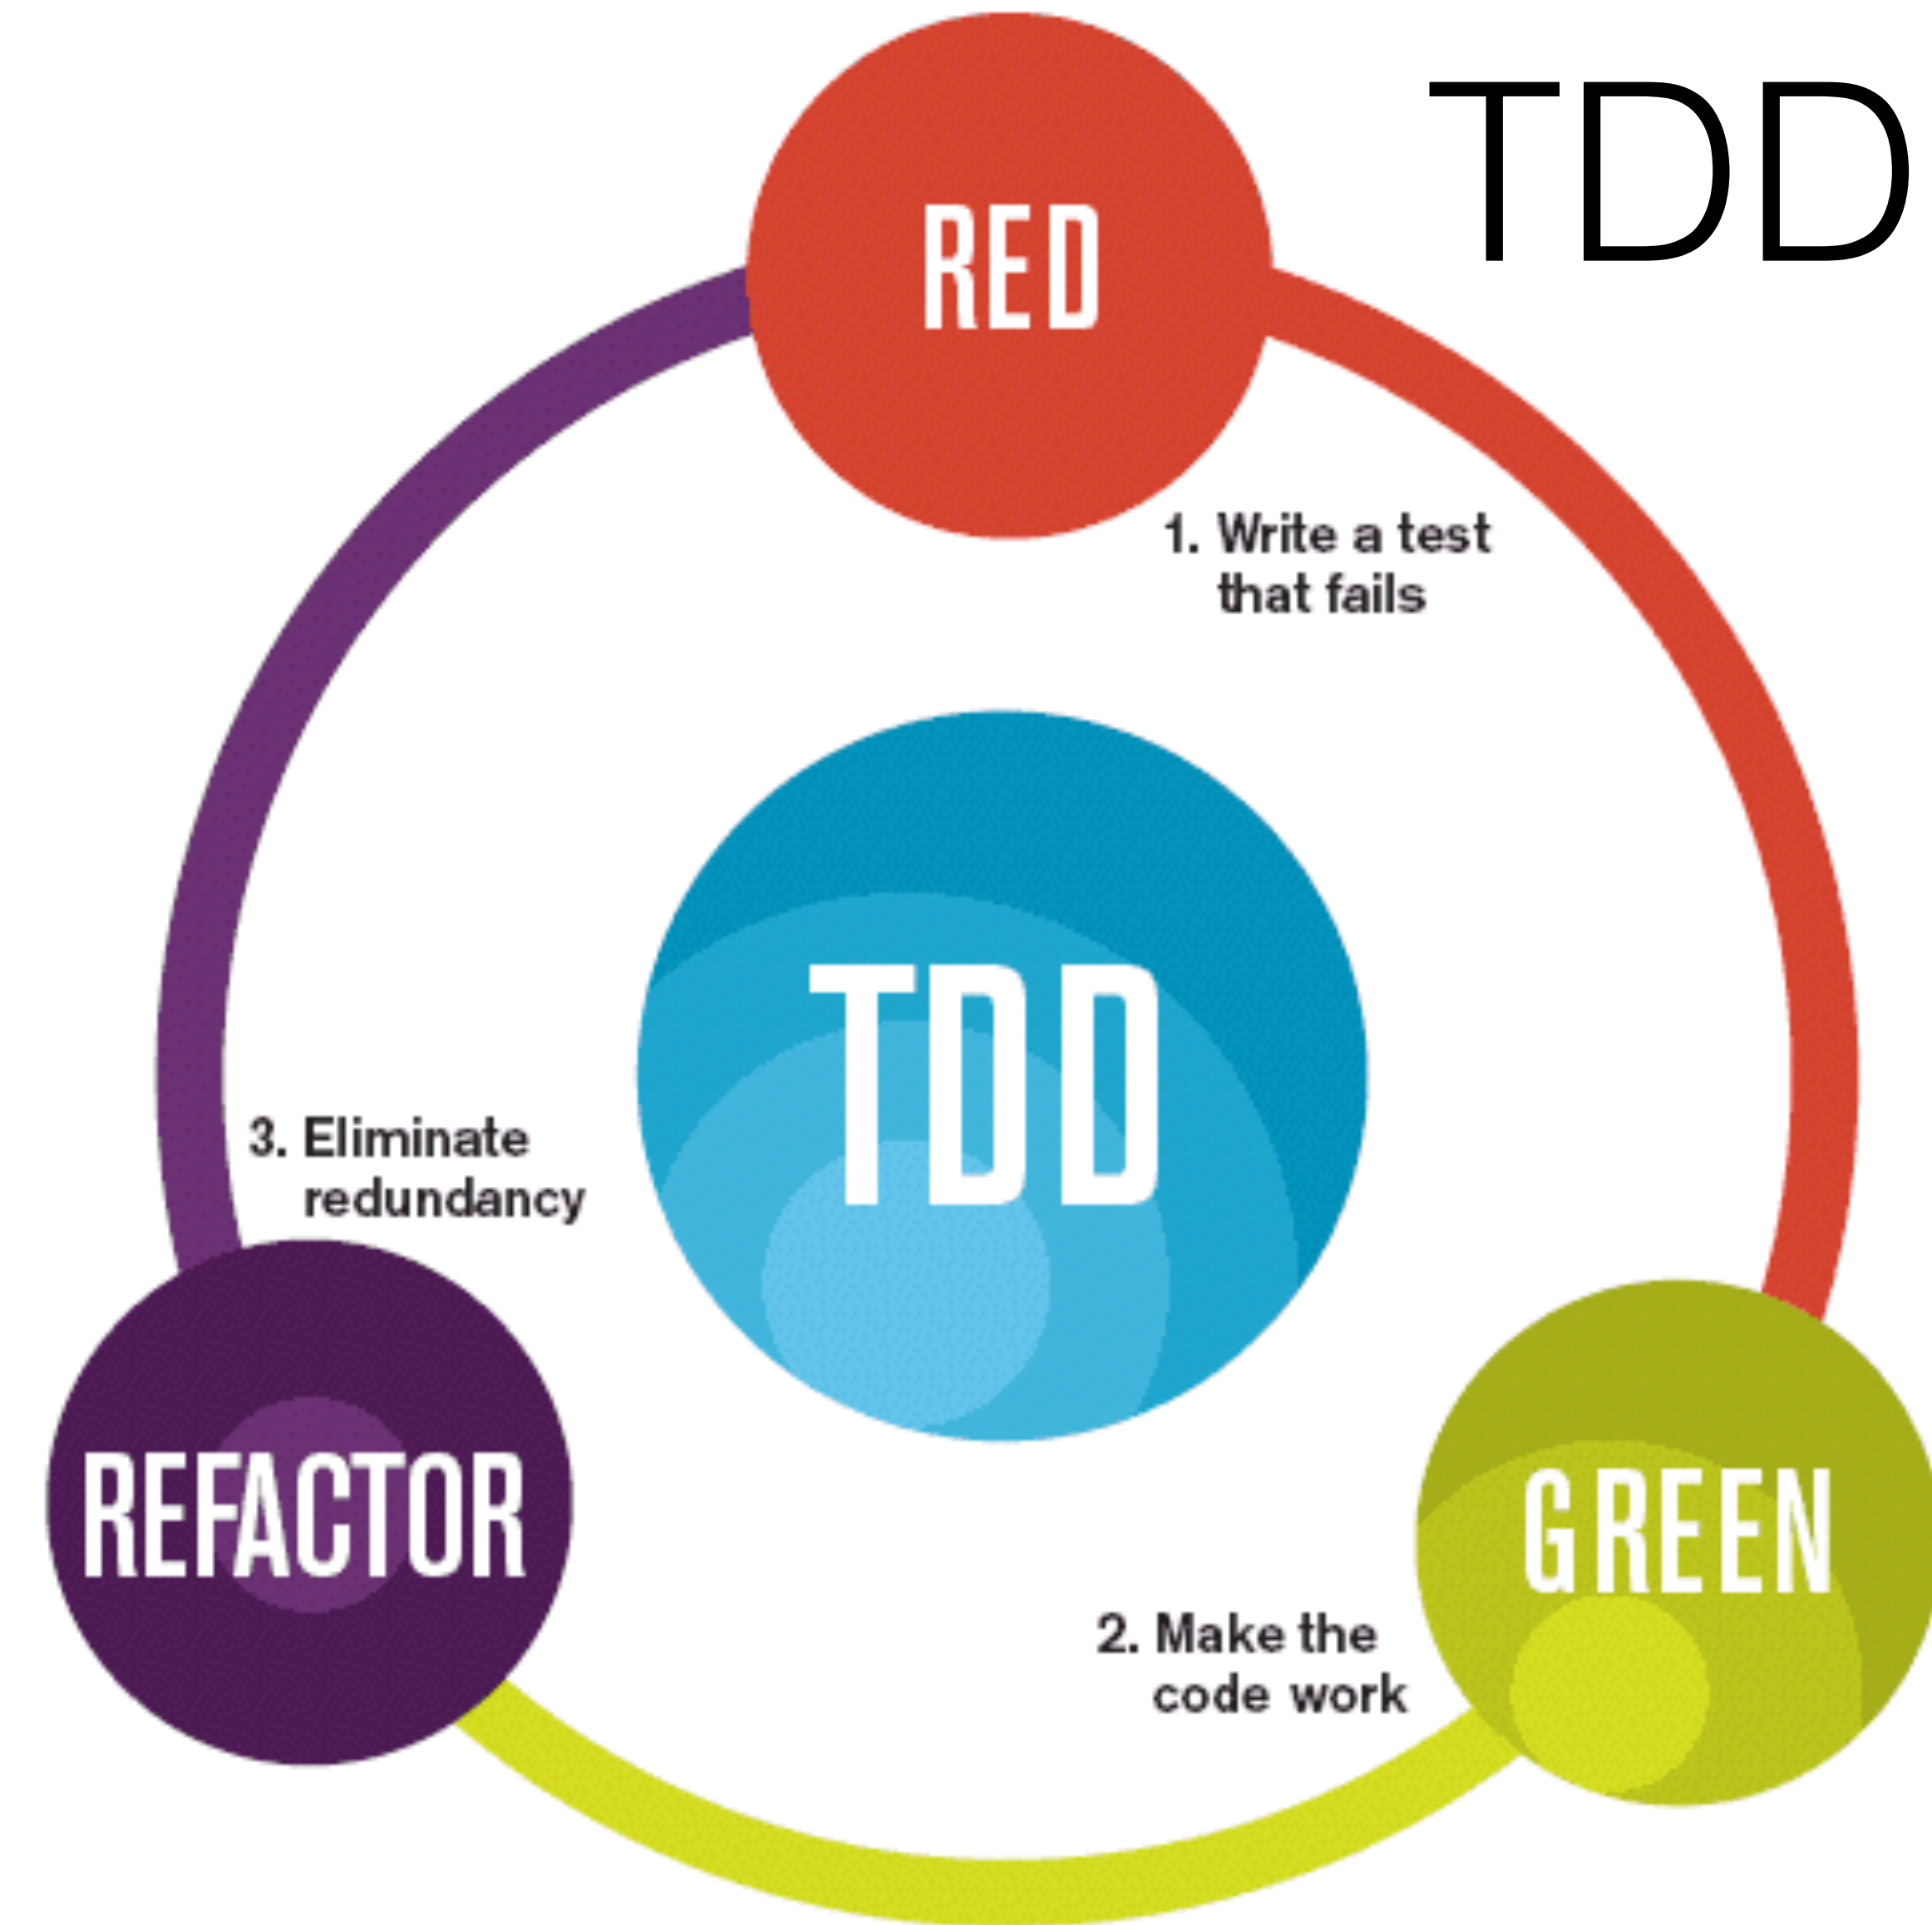 TDD
RED
1. Write a test
that fails
TDD
3. Eliminate
redundancy
REFACTOR
GREEN
2. Make the
code work